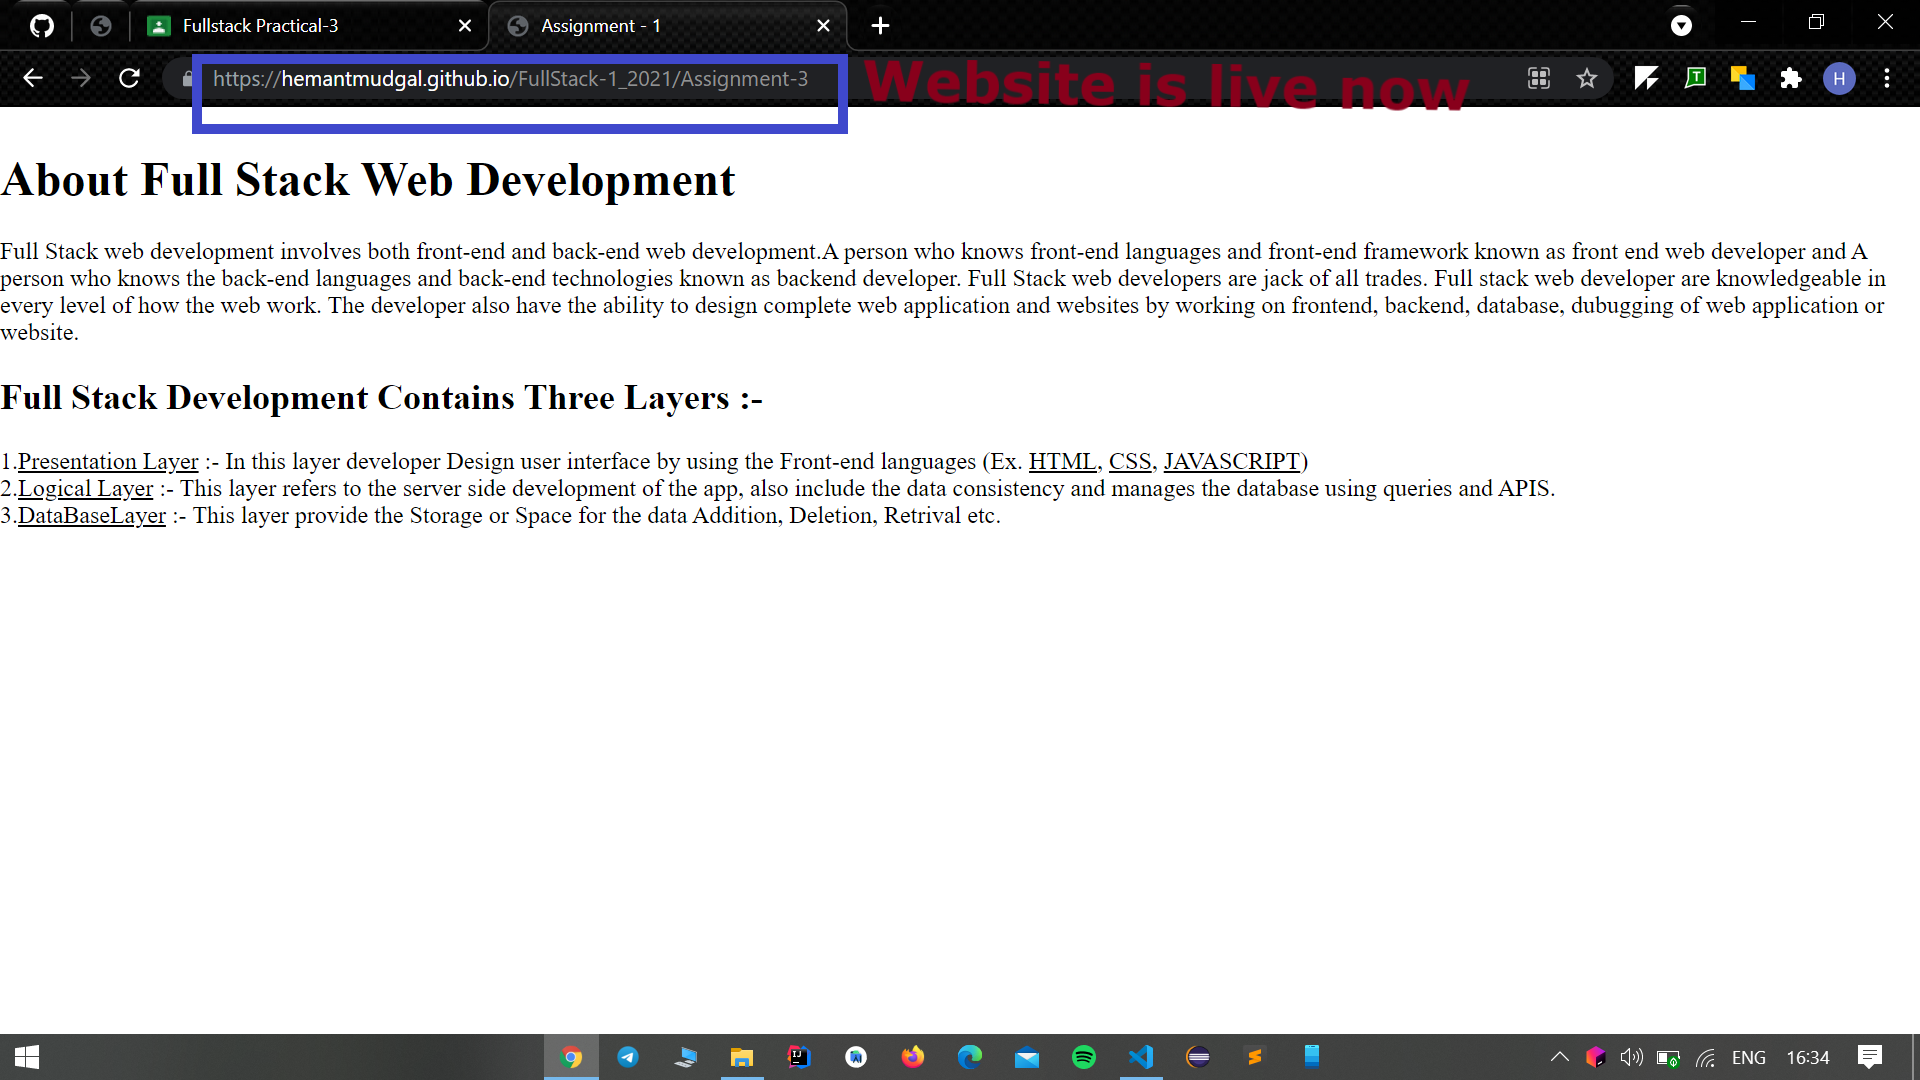 Fullstack Practical-3
Assignment - 1
https://hemantmudgal.github.io/FullStack-1_2021/Assignment-3
Website is live now
T
H
About Full Stack Web Development
Full Stack web development involves both front-end and back-end web development.A person who knows front-end languages and front-end framework known as front end web developer and A
person who knows the back-end languages and back-end technologies known as backend developer. Full Stack web developers are jack of all trades. Full stack web developer are knowledgeable in
every level of how the web work. The developer also have the ability to design complete web application and websites by working on frontend, backend, database, dubugging of web application or
website.
Full Stack Development Contains Three Layers :-
1.Presentation Layer :- In this layer developer Design user interface by using the Front-end languages (Ex. HTML, CSS, JAVASCRIPT)
2.Logical Layer :- This layer refers to the server side development of the app, also include the data consistency and manages the database using queries and APIS.
3.DataBaseLayer :- This layer provide the Storage or Space for the data Addition, Deletion, Retrival etc.
ENG
16:34